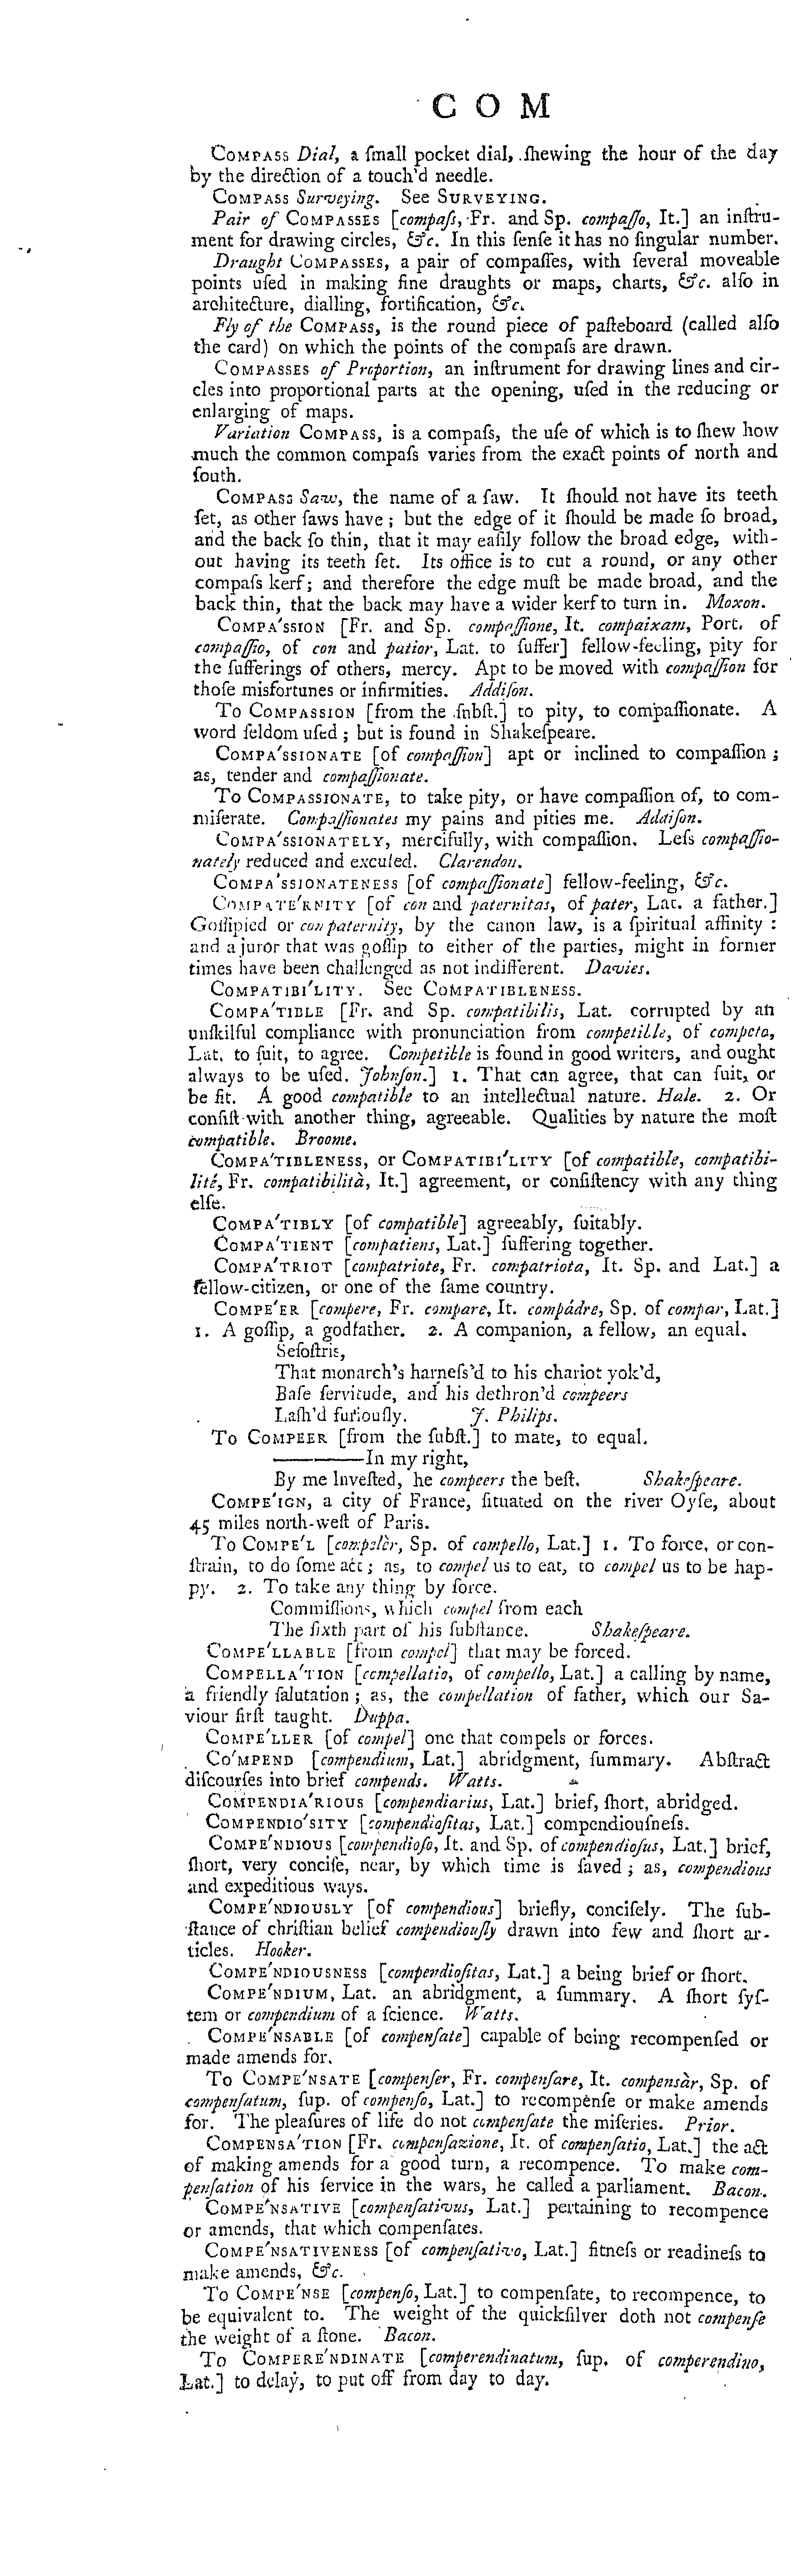 C O M
COMPASS Dial, a ſmall pocket dial, ſhewing the hour of the day
by the direction of a touch'd needle.
COMPASS Surveying. See SURVEYING.
Pair of COMPASSES [compaſs, Fr. and Sp. compaſſo, It.] an inſtru-
ment for drawing circles, &c. In this ſenſe it has no ſingular number.
Draught COMPASSES, a pair of compaſſes, with ſeveral moveable
points uſed in making fine draughts or maps, charts, &c. alſo in
architecture, dialling, fortification, &c.
Fly of the COMPASS, is the round piece of paſteboard (called alſo
the card) on which the points of the compaſs are drawn.
COMPASSES of Proportion, an inſtrument for drawing lines and cir-
cles into proportional parts at the opening, uſed in the reducing or
enlarging of maps.
Variation COMPASS, is a compaſs, the uſe of which is to ſhew how
much the common compaſs varies from the exact points of north and
ſouth.
COMPASS Saw, the name of a ſaw. It ſhould not have its teeth
ſet, as other ſaws have; but the edge of it ſhould be made ſo broad,
and the back ſo thin, that it may eaſily follow the broad edge, with-
out having its teeth ſet. Its office is to cut a round, or any other
compaſs kerf; and therefore the edge muſt be made broad, and the
back thin, that the back may have a wider kerf to turn in. Moxon.
COMPA'SSION [Fr. and Sp. compaſſione, It. compaixam, Port. of
compaſſio, of con and patior, Lat. to ſuffer] fellow-feeling, pity for
the ſufferings of others, mercy. Apt to be moved with compaſſion for
thoſe misfortunes or infirmities. Addiſon.
To COMPASSION [from the ſubſt.] to pity, to compaſſionate. A
word ſeldom uſed; but is found in Shakeſpeare.
COMPA'SSIONATE [of compaſſion] apt or inclined to compaſſion;
as, tender and compaſſionate.
To COMPASSIONATE, to take pity, or have compaſſion of, to com-
miſerate. Compaſſionates my pains and pities me. Addiſon.
COMPA'SSIONATELY, mercifully, with compaſſion. Leſs compaſſio-
nately reduced and exculed. Clarendon.
COMPA'SSIONATENESS [of compaſſionate] fellow-feeling, &c.
COMPATE'RNITY [of con and paternitas, of pater, Lat. a father.]
Goſſipied or compaternity, by the canon law, is a ſpiritual affinity:
and a juror that was goſſip to either of the parties, might in former
times have been challenged as not indifferent. Davies.
COMPATIBI'LITY. See COMPATIBLENESS.
COMPA'TIBLE [Fr. and Sp. compatibilis, Lat. corrupted by an
unſkilful compliance with pronunciation from competible, of competo,
Lat. to ſuit, to agree. Competible is found in good writers, and ought
always to be uſed. Johnſon.] 1. That can agree, that can ſuit, or
be fit. A good compatible to an intellectual nature. Hale. 2. Or
conſiſt with another thing, agreeable. Qualities by nature the moſt
compatible. Broome.
COMPA'TIBLENESS, or COMPATIBI'LITY [of compatible, compatibi-
lité, Fr. compatibilità, It.] agreement, or conſiſtency with any thing
elſe.
COMPA'TIBLY [of compatible] agreeably, ſuitably.
COMPA'TIENT [compatiens, Lat.] ſuffering together.
COMPA'TRIOT [compatriote, Fr. compatriota, It. Sp. and Lat.] a
fellow-citizen, or one of the ſame country.
COMPE'ER [compere, Fr. compare, It. compádre, Sp. of compar, Lat.]
1. A goſſip, a godfather. 2. A companion, a fellow, an equal.
Seſoſtris,
That monarch's harneſs'd to his chariot yok'd,
Baſe ſervitude, and his dethron'd compeers
Laſh'd furiouſly. J. Philips.
To COMPEER [from the ſubſt.] to mate, to equal.
————In my right,
By me Inveſted, he compeers the beſt. Shakeſpeare.
COMPE'IGN, a city of France, ſituated on the river Oyſe, about
45 miles north-weſt of Paris.
To COMPE'L [compelèr, Sp. of compello, Lat.] 1. To force, or con-
ſtrain, to do ſome act; as, to compel us to eat, to compel us to be hap-
py. 2. To take any thing by force.
Commiſſions, which compel from each
The ſixth part of his ſubſtance. Shakeſpeare.
COMPE'LLABLE [from compel] that may be forced.
COMPELLA'TION [compellatio, of compello, Lat.] a calling by name,
a friendly ſalutation; as, the compellation of father, which our Sa-
viour firſt taught. Duppa.
COMPE'LLER [of compel] one that compels or forces.
CO'MPEND [compendium, Lat.] abridgment, ſummary. Abſtract
diſcourſes into brief compends. Watts.
COMPENDIA'RIOUS [compendiarius, Lat.] brief, ſhort, abridged.
COMPENDIO'SITY [compendioſitas, Lat.] compendiouſneſs.
COMPE'NDIOUS [compendioſo, It. and Sp. of compendioſus, Lat.] brief,
ſhort, very conciſe, near, by which time is ſaved; as, compendious
and expeditious ways.
COMPE'NDIOUSLY [of compendious] briefly, conciſely. The ſub-
ſtance of chriſtian belief compendiouſly drawn into few and ſhort ar-
ticles. Hooker.
COMPE'NDIOUSNESS [compendioſitas, Lat.] a being brief or ſhort.
COMPE'NDIUM, Lat. an abridgment, a ſummary. A ſhort ſyſ-
tem or compendium of a ſcience. Watts.
COMPE'NSABLE [of compenſate] capable of being recompenſed or
made amends for.
To COMPE'NSATE [compenſer, Fr. compenſare, It. compensàr, Sp. of
compenſatum, ſup. of compenſo, Lat.] to recompenſe or make amends
for. The pleaſures of life do not compenſate the miſeries. Prior.
COMPENSA'TION [Fr. compenſazione, It. of compenſatio, Lat.] the act
of making amends for a good turn, a recompence. To make com-
penſation of his ſervice in the wars, he called a parliament. Bacon.
COMPE'NSATIVE [compenſativus, Lat.] pertaining to recompence
or amends, that which compenſates.
COMPE'NSATIVENESS [of compenſativo, Lat.] fitneſs or readineſs to
make amends, &c.
To COMPE'NSE [compenſo, Lat.] to compenſate, to recompence, to
be equivalent to. The weight of the quickſilver doth not compenſe
the weight of a ſtone. Bacon.
To COMPERE'NDINATE [comperendinatum, ſup. of comperendino,
Lat.] to delay, to put off from day to day.